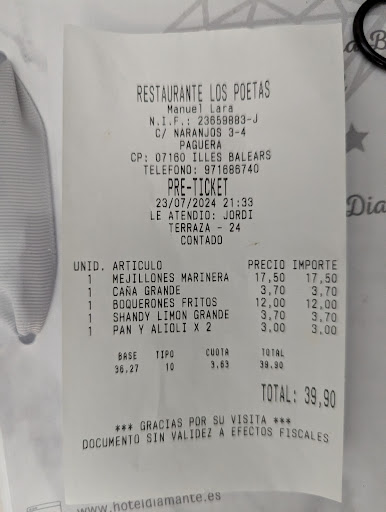 RESTAURANTE LOS POETAS
Manuel Lara
N.I.F.: 23659883-J
C/ NARANJOS 3-4
PAGUERA
CP: 07160 ILLES BALEARS
TELEFONO: 971686740
PRE-TICKET
23/07/2024 21:33
LE ATENDIO: JORDI
TERRAZA - 24
CONTADO
UNID. ARTICULO PRECIO IMPORTE
1 MEJILLONES MARINERA 17,50 17,50
1 CAÑA GRANDE 3,70 3,70
1 BOQUERONES FRITOS 12,00 12,00
1 SHANDY LIMON GRANDE 3,70 3,70
1 PAN Y ALIOLI X 2 3,00 3,00
BASE TIPO CUOTA TOTAL
36,27 10 3.63 39.90
TOTAL: 39,90
*** GRACIAS POR SU VISITA ***
DOCUMENTO SIN VALIDEZ A EFECTOS FISCALES
www.hoteldiamante.es
Dia